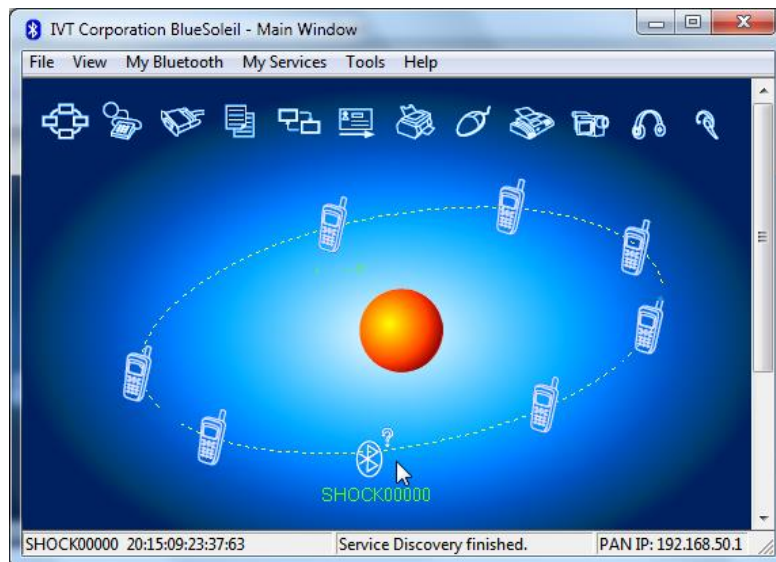 IVT Corporation BlueSoleil - Main Window
File View My Bluetooth My Services Tools Help
?
SHOCK00000
SHOCK00000 20:15:09:23:37:63 Service Discovery finished. PAN IP: 192.168.50.1